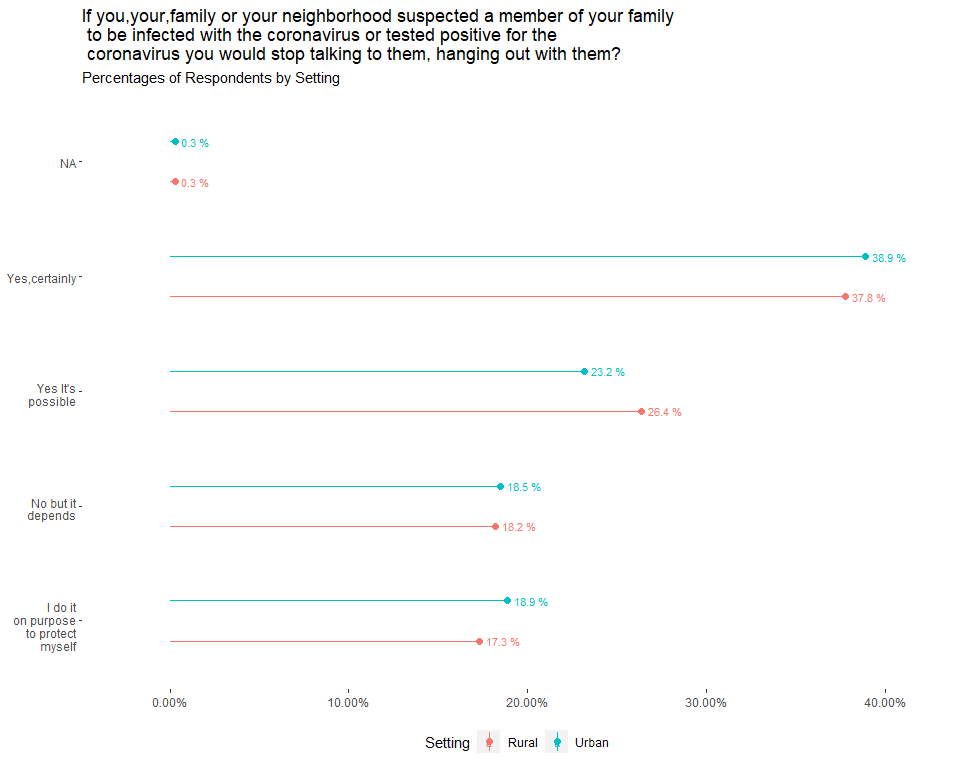 If you,your,family or your neighborhood suspected a member of your family
to be infected with the coronavirus or tested positive for the
coronavirus you would stop talking to them, hanging out with them?
Percentages of Respondents by Setting
NA
0.3 %
0.3 %
Yes,certainly
38.9 %
37.8 %
Yes It's
possible
23.2 %
26.4 %
No but it
depends
18.5 %
18.2 %
I do it
on purpose
to protect
myself
18.9 %
17.3 %
0.00% 10.00% 20.00% 30.00% 40.00%
Setting Rural Urban